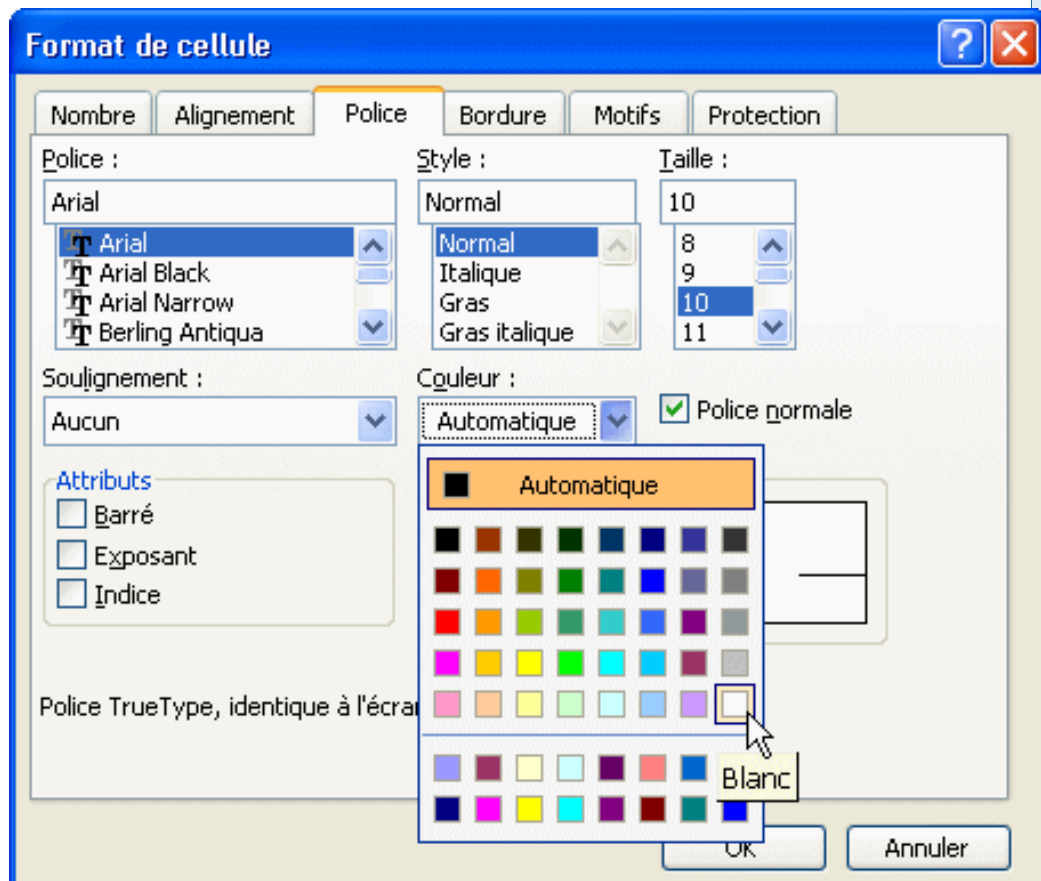 Format de cellule
Nombre Alignement Police Bordure Motifs Protection
Police : Style : Taille :
Arial Normal 10
Arial Normal 8
Arial Black Italique 9
Arial Narrow Gras 10
Berling Antiqua Gras italique 11
Soulignement : Couleur :
Aucun Automatique Police normale
Attributs Automatique
Barré
Exposant
Indice
Police TrueType, identique à
Blanc
OK Annuler